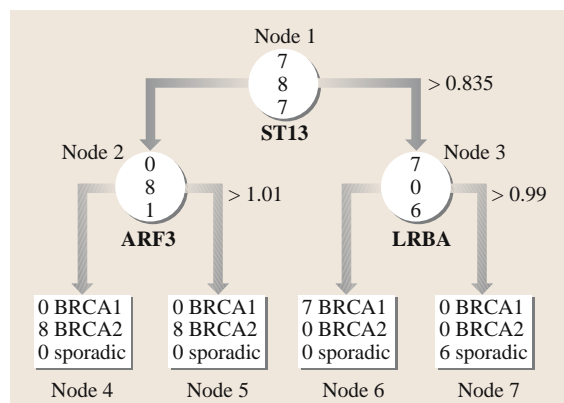 Node 1
7
8
7
> 0.835
ST13
Node 2
0
8
1
> 1.01
ARF3
Node 3
7
0
6
> 0.99
LRBA
0 BRCA1
8 BRCA2
0 sporadic
Node 4
0 BRCA1
8 BRCA2
0 sporadic
Node 5
7 BRCA1
0 BRCA2
0 sporadic
Node 6
0 BRCA1
0 BRCA2
6 sporadic
Node 7